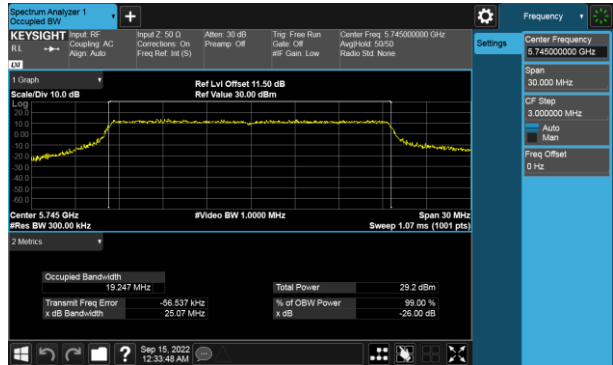 Spectrum Analyzer 1
Occupied BW
+
Frequency
KEYSIGHT
RL
Input: RF
Coupling: AC
Align: Auto
Input Z: 50 Ω
Corrections: On
Freq Ref: Int (S)
Atten: 30 dB
Preamp: Off
Trig: Free Run
Gate: Off
#IF Gain: Low
Center Freq: 5.745000000 GHz
Avg|Hold: 50/50
Radio Std: None
Settings
Center Frequency
5.745000000 GHz
Span
30.000 MHz
CF Step
3.000000 MHz
Auto
Man
Freq Offset
0 Hz
1 Graph
Scale/Div 10.0 dB
Ref Lvl Offset 11.50 dB
Ref Value 30.00 dBm
Log
20.0
10.0
0.00
-10.0
-20.0
-30.0
-40.0
-50.0
-60.0
Center 5.745 GHz
#Res BW 300.00 kHz
#Video BW 1.0000 MHz
Span 30 MHz
Sweep 1.07 ms (1001 pts)
2 Metrics
Occupied Bandwidth
19.247 MHz
Total Power 29.2 dBm
Transmit Freq Error -56.537 kHz
% of OBW Power 99.00 %
x dB Bandwidth 25.07 MHz
x dB -26.00 dB
?
Sep 15, 2022
12:33:48 AM